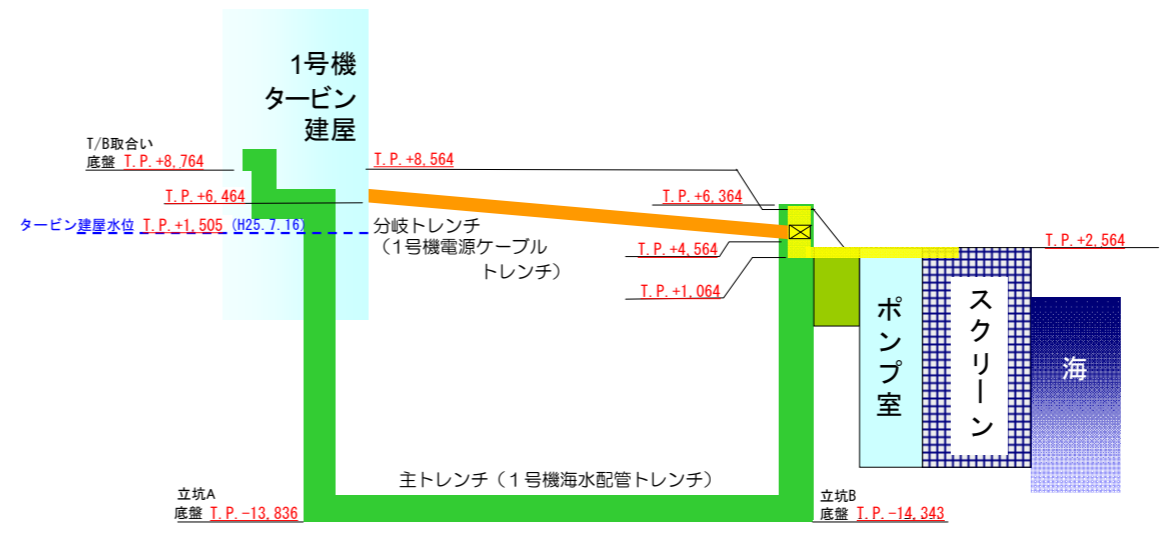 1号機
タービン
建屋
T/B取合い
底盤 T.P.+8,764
T.P.+8,564
T.P.+6,464
T.P.+6,364
タービン建屋水位 T.P.+1,505 (H25.7.16)
分岐トレンチ
（1号機電源ケーブル
トレンチ）
T.P.+4,564
T.P.+2,564
T.P.+1,064
ポンプ室
スクリーン
海
主トレンチ（１号機海水配管トレンチ）
立坑A
底盤 T.P.-13,836
立坑B
底盤 T.P.-14,343